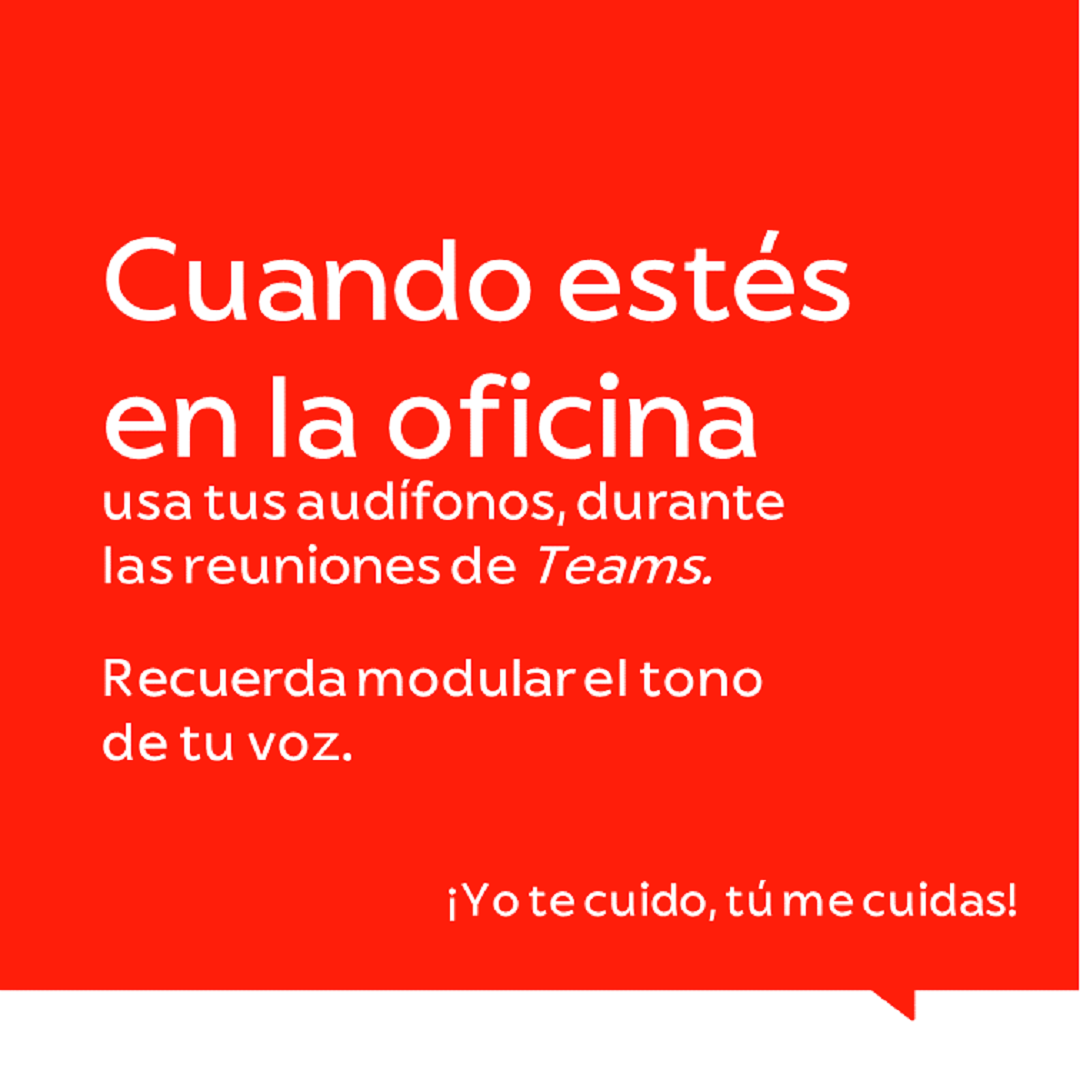 Cuando estés
en la oficina
usa tus audífonos, durante
las reuniones de Teams.
Recuerda modular el tono
de tu voz.
¡Yo te cuido, tú me cuidas!